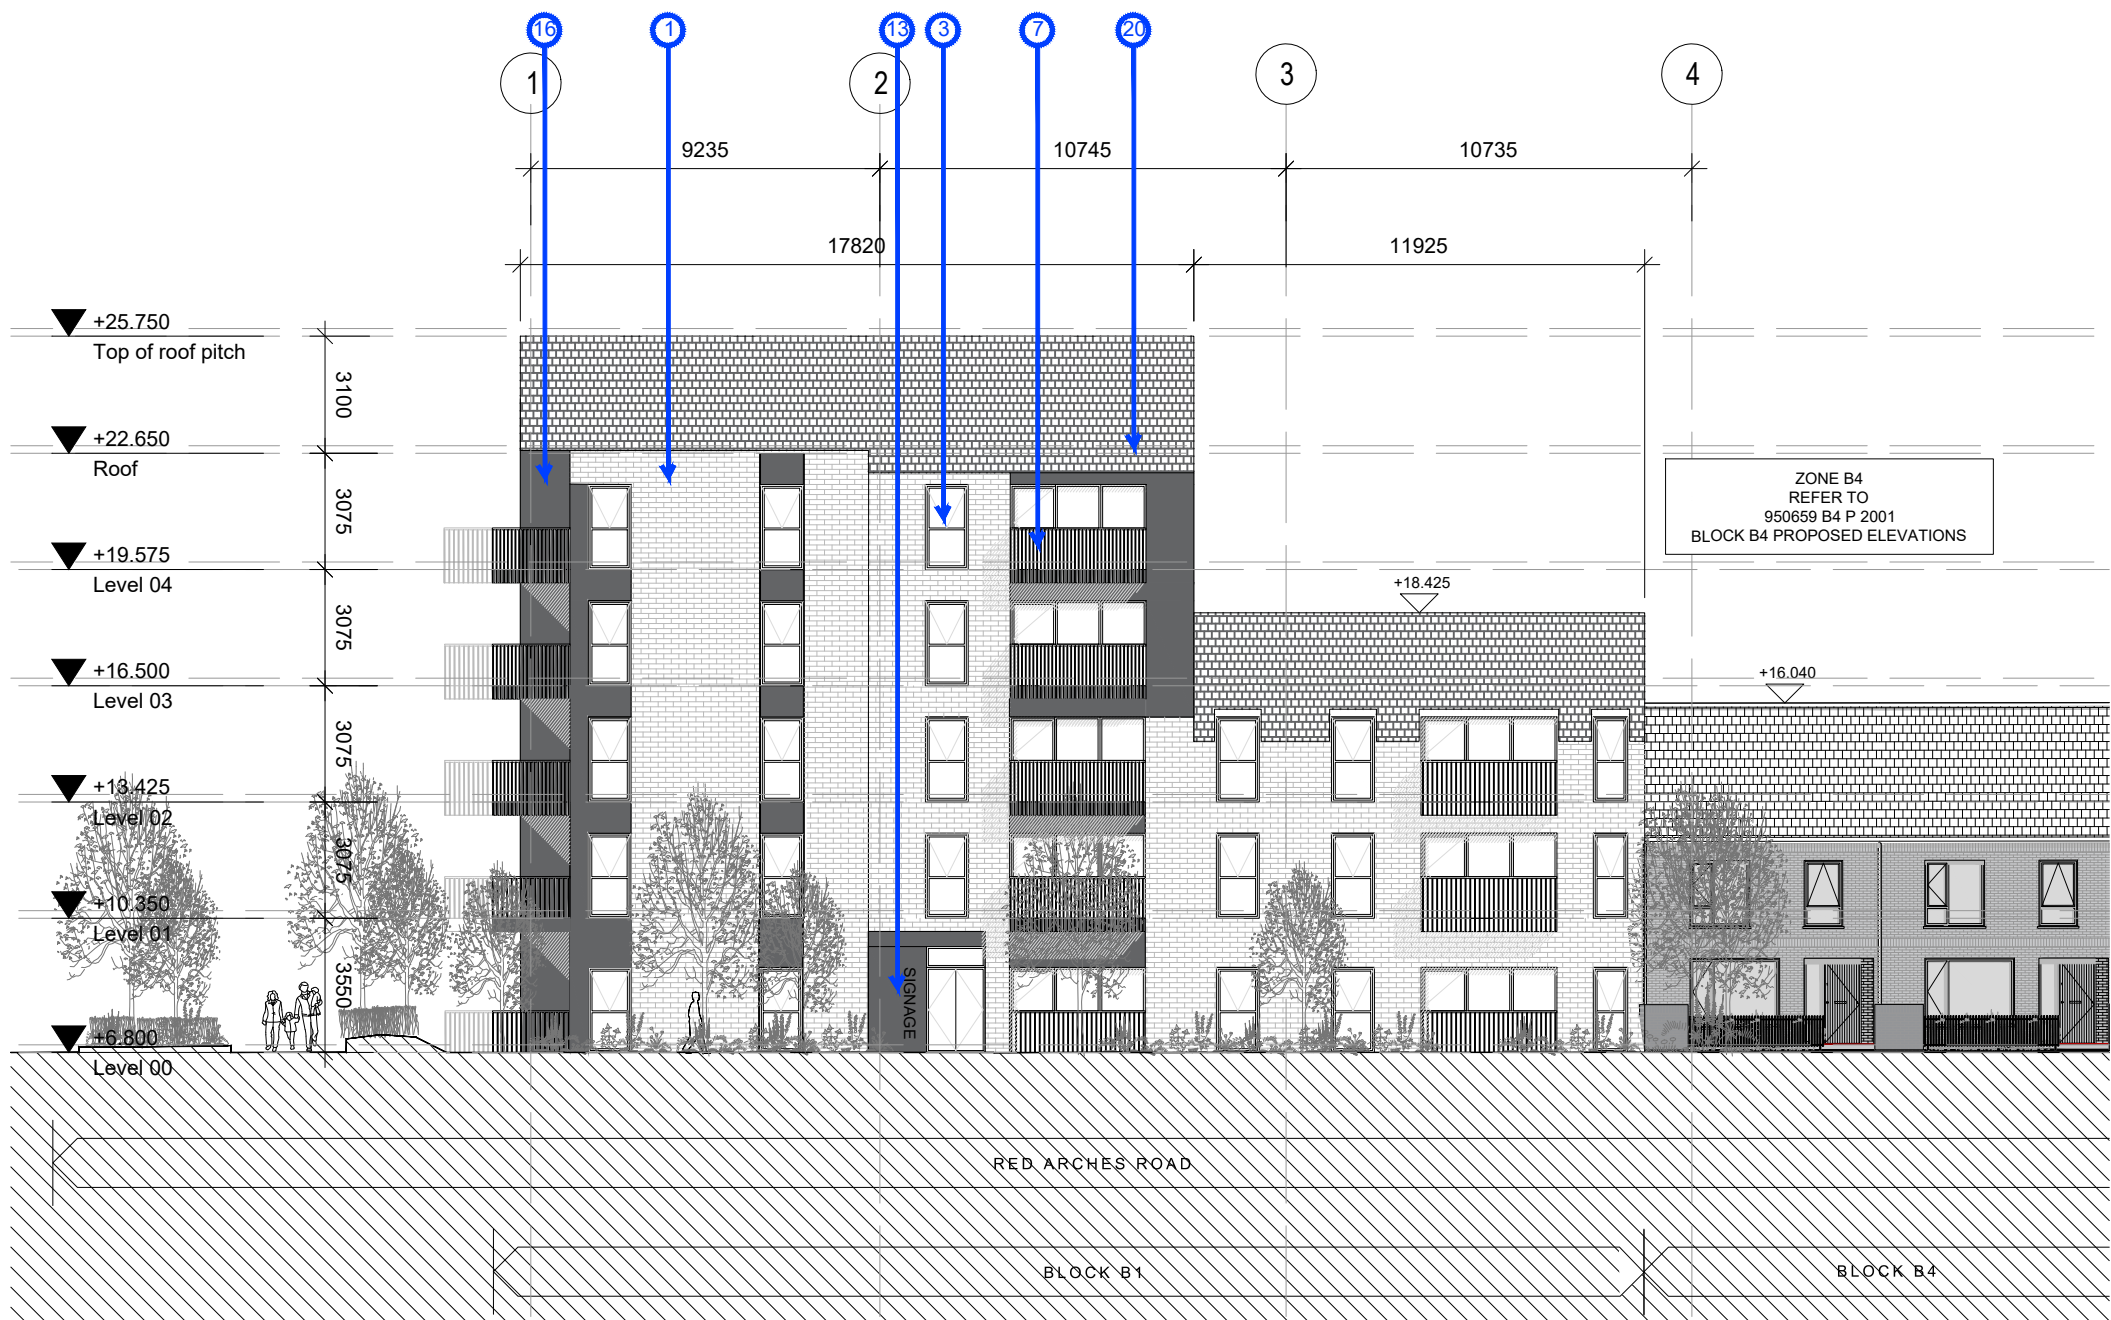 16
1
13
3
7
20
1
2
3
4
9235
10745
10735
17820
11925
+25.750
Top of roof pitch
3100
+22.650
Roof
3075
+19.575
Level 04
3075
+16.500
Level 03
3075
+13.425
Level 02
3075
+10.350
Level 01
3550
+6.800
Level 00
ZONE B4
REFER TO
950659 B4 P 2001
BLOCK B4 PROPOSED ELEVATIONS
+18.425
+16.040
SIGNAGE
RED ARCHES ROAD
BLOCK B1
BLOCK B4